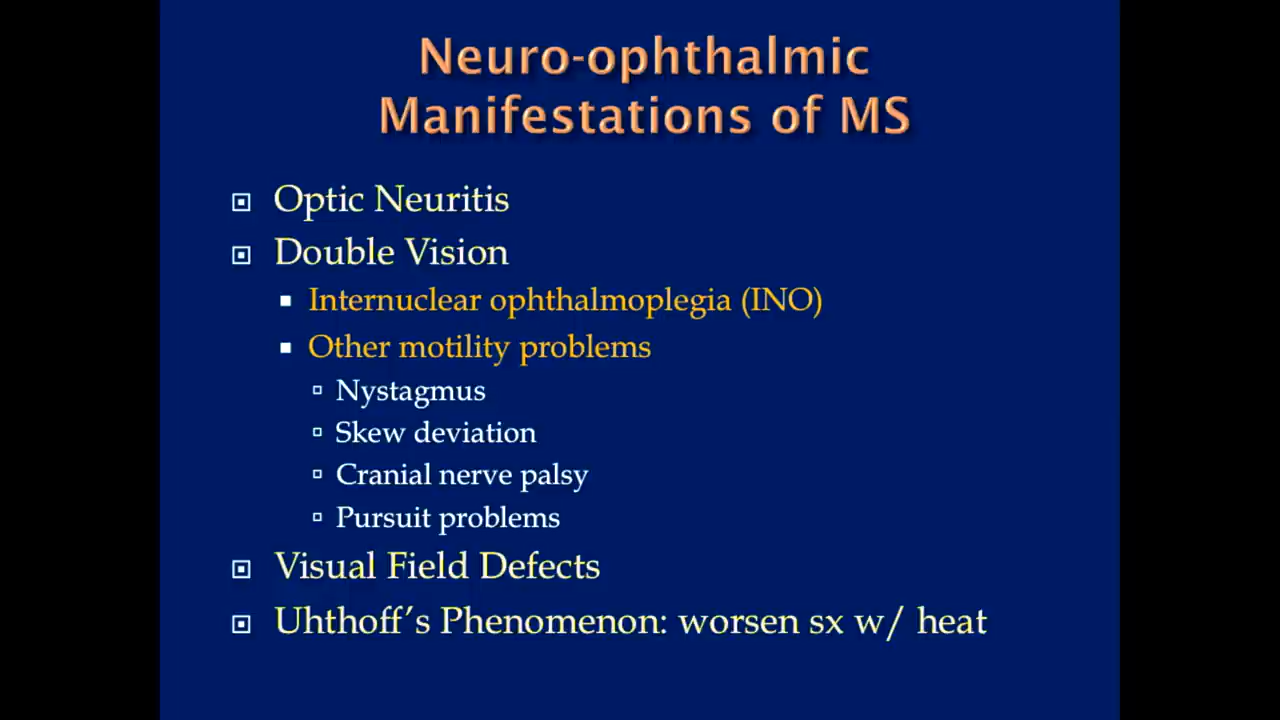 Neuro-ophthalmic
Manifestations of MS
Optic Neuritis
Double Vision
Internuclear ophthalmoplegia (INO)
Other motility problems
Nystagmus
Skew deviation
Cranial nerve palsy
Pursuit problems
Visual Field Defects
Uhthoff’s Phenomenon: worsen sx w/ heat